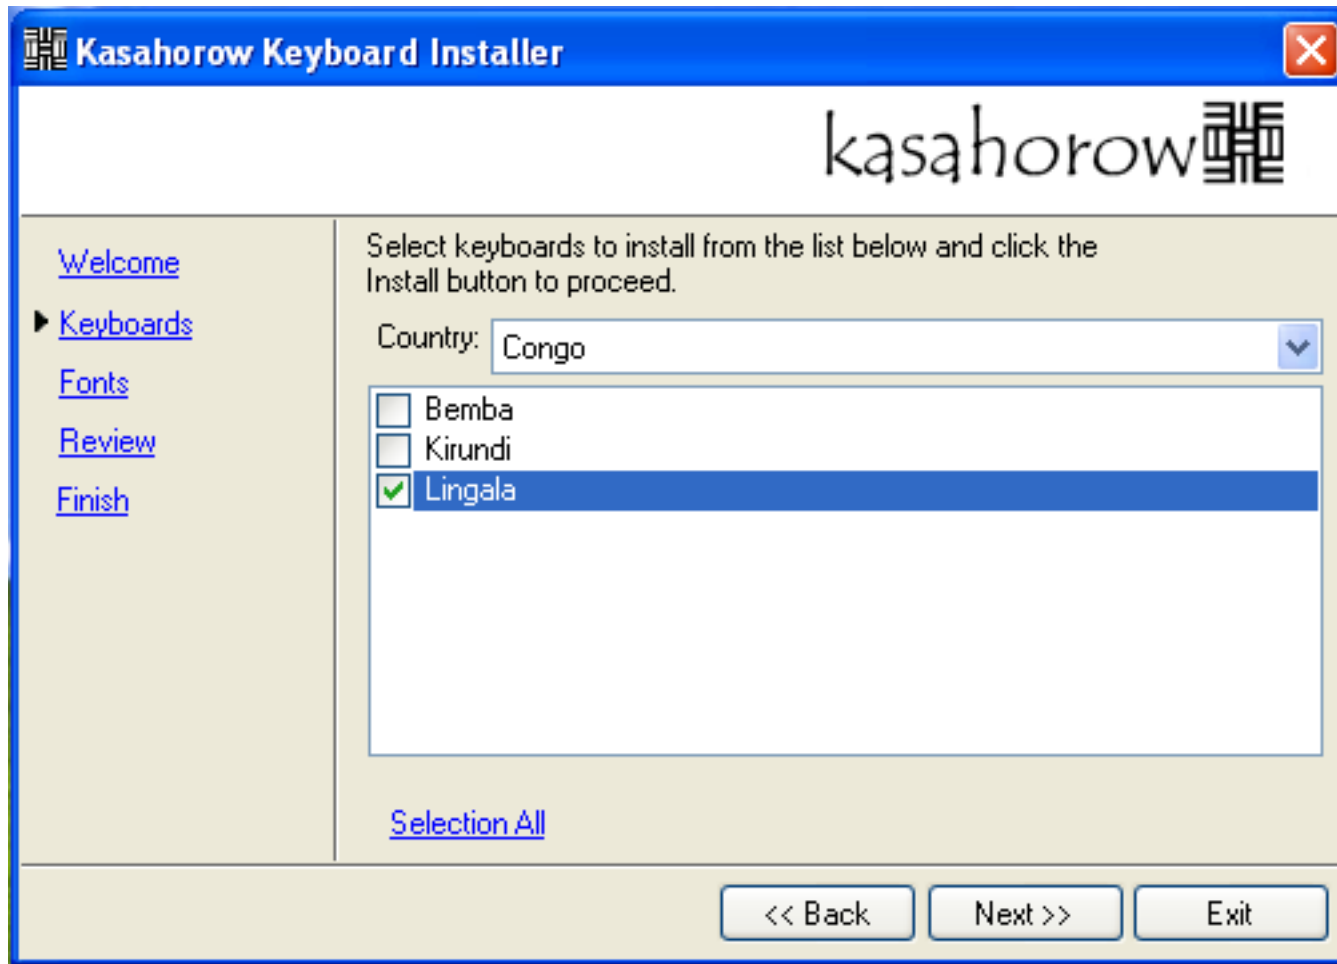 Kasahorow Keyboard Installer
kasahorow
Welcome
Keyboards
Fonts
Review
Finish
Select keyboards to install from the list below and click the
Install button to proceed.
Country: Congo
Bemba
Kirundi
Lingala
Selection All
<< Back Next >> Exit